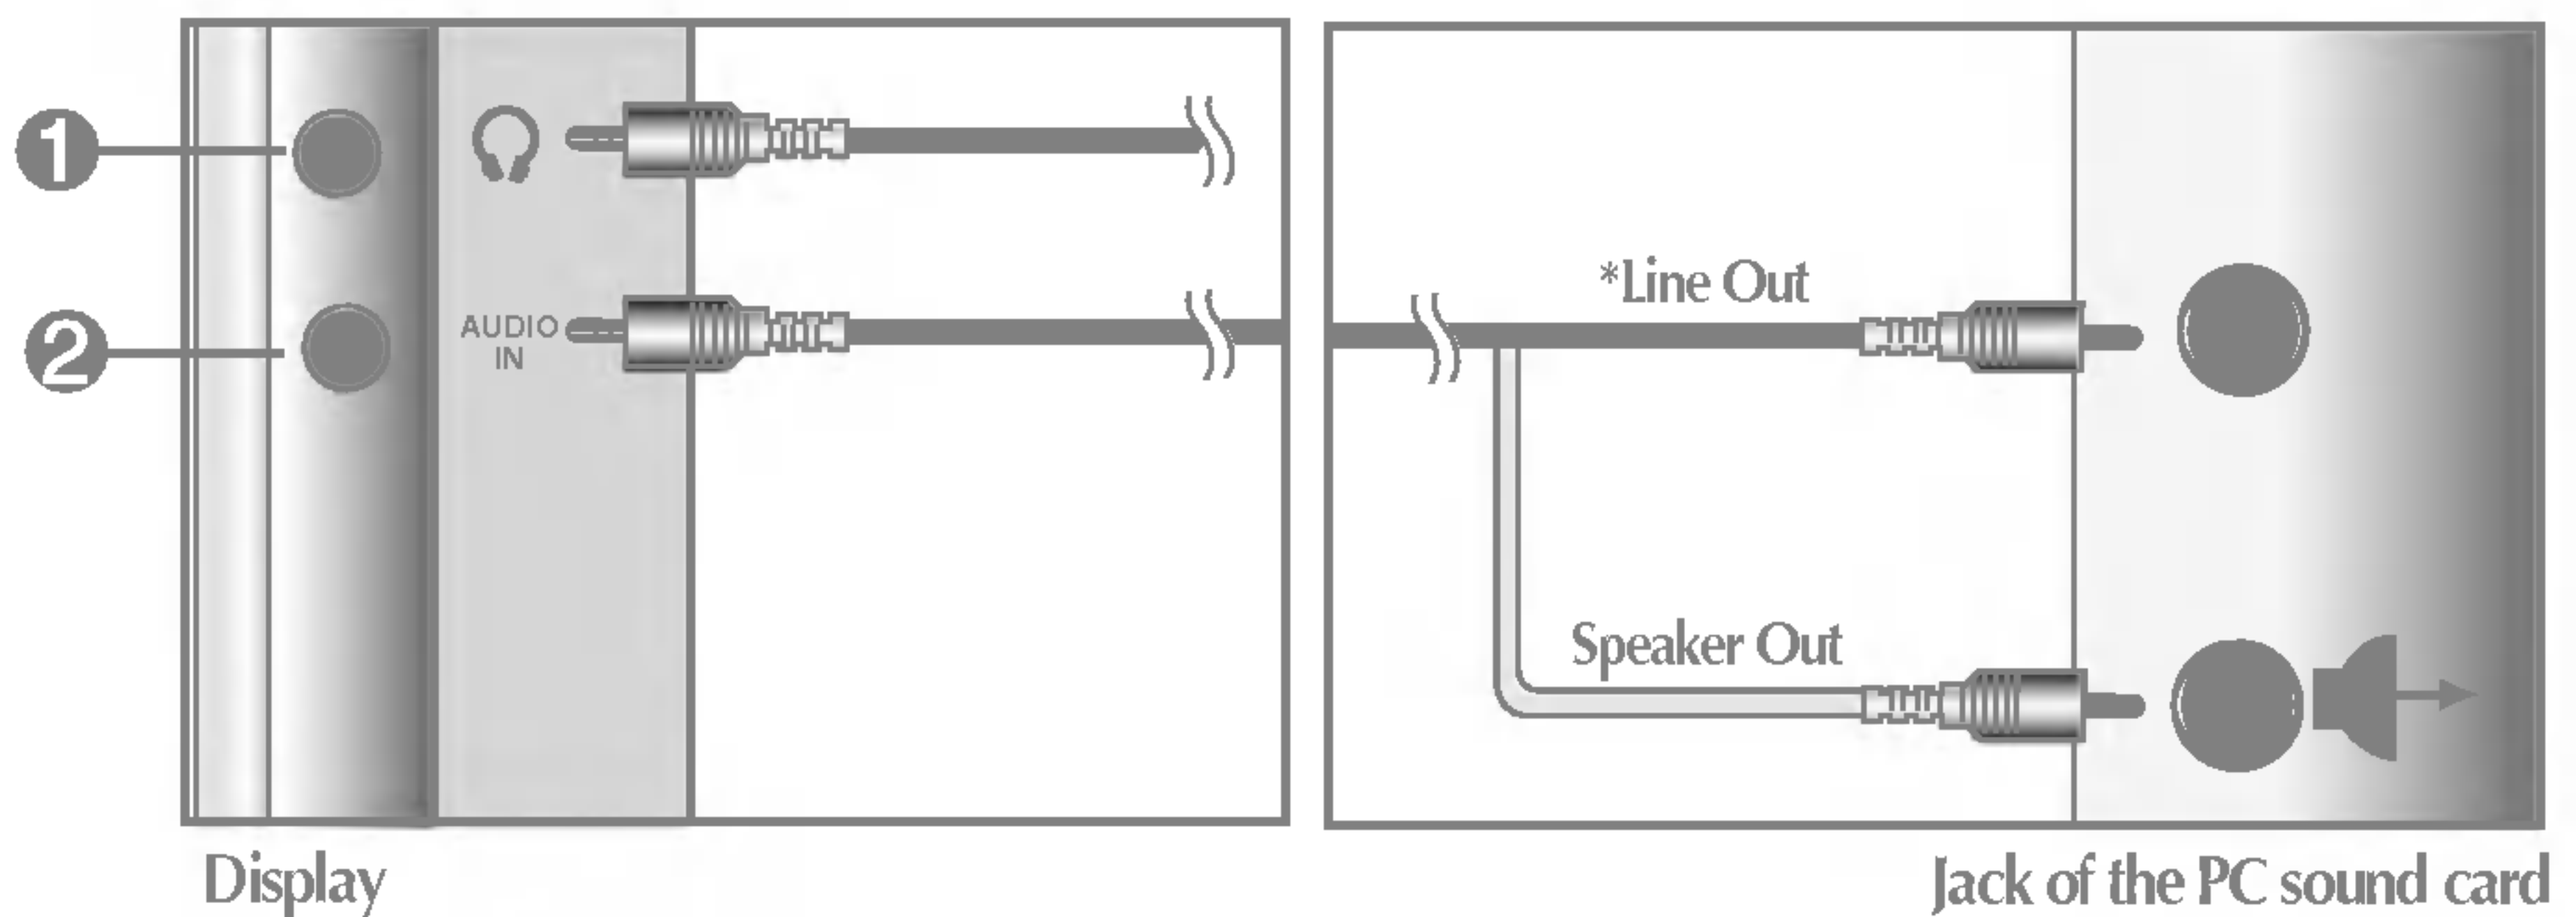 1
2
AUDIO
IN
*Line Out
Speaker Out
Display
Jack of the PC sound card